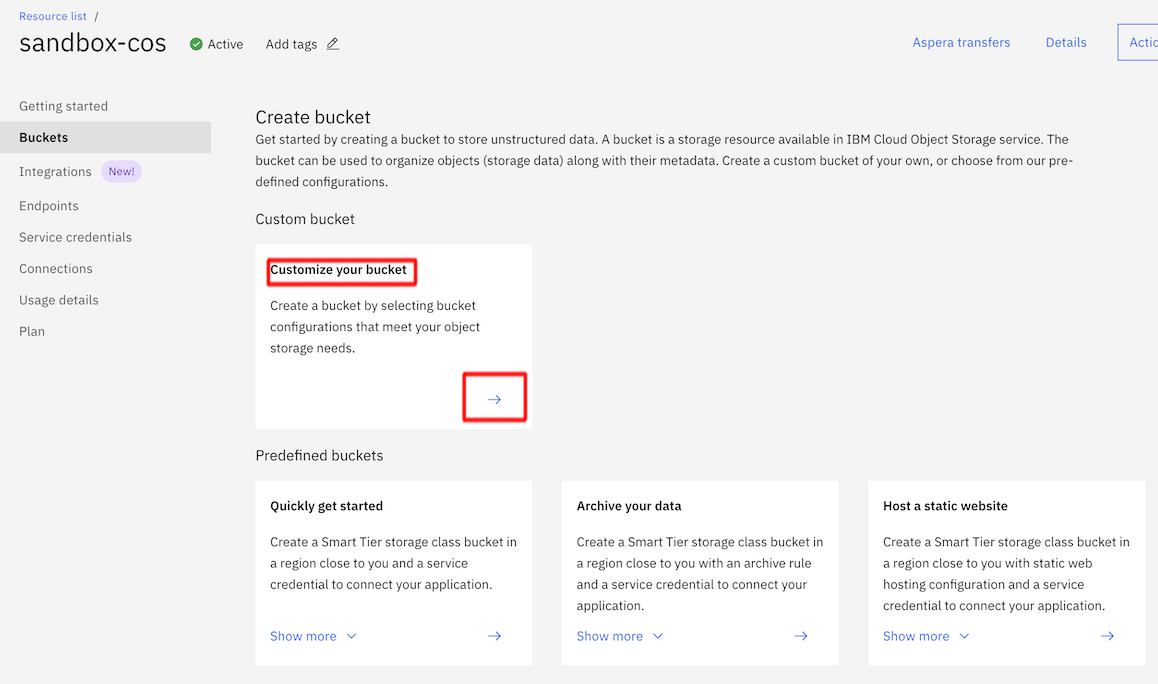 Resource list /
sandbox-cos Active Add tags
Aspera transfers Details Actio
Getting started
Buckets
Integrations New!
Endpoints
Service credentials
Connections
Usage details
Plan
Create bucket
Get started by creating a bucket to store unstructured data. A bucket is a storage resource available in IBM Cloud Object Storage service. The
bucket can be used to organize objects (storage data) along with their metadata. Create a custom bucket of your own, or choose from our pre-
defined configurations.
Custom bucket
Customize your bucket
Create a bucket by selecting bucket
configurations that meet your object
storage needs.
Predefined buckets
Quickly get started
Create a Smart Tier storage class bucket in
a region close to you and a service
credential to connect your application.
Show more
Archive your data
Create a Smart Tier storage class bucket in
a region close to you with an archive rule
and a service credential to connect your
application.
Show more
Host a static website
Create a Smart Tier storage class bucket in
a region close to you with static web
hosting configuration and a service
credential to connect your application.
Show more